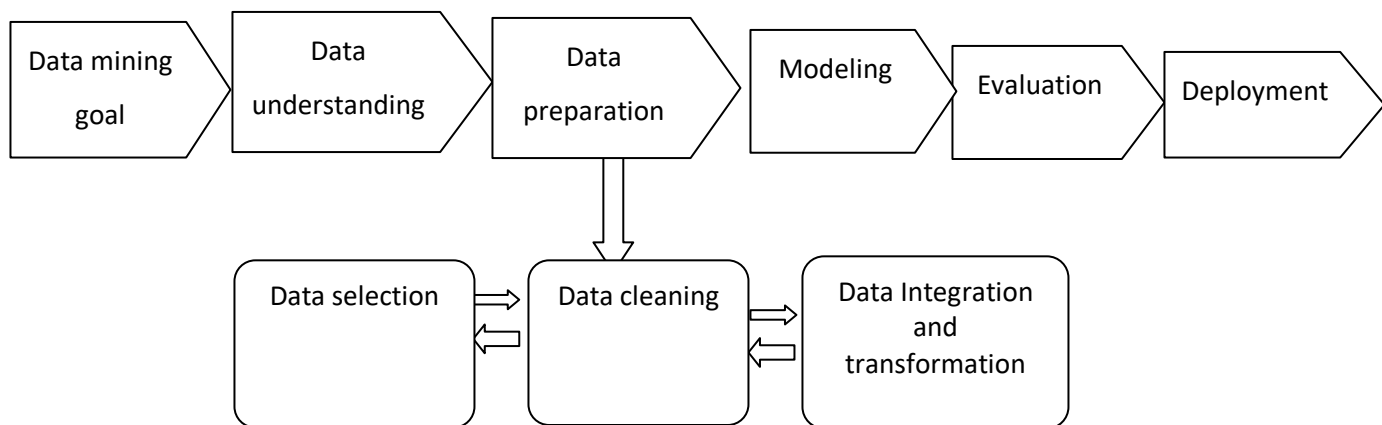 Data mining
goal
Data
understanding
Data
preparation
Modeling
Evaluation
Deployment
Data selection
Data cleaning
Data Integration
and
transformation